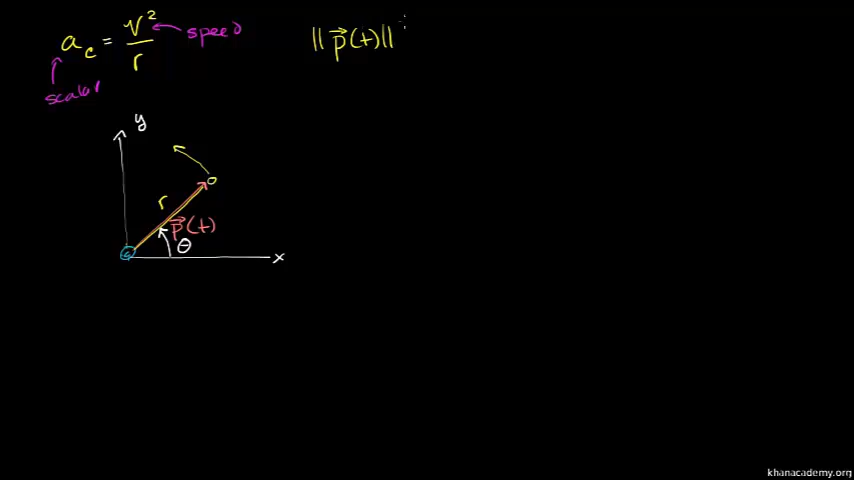 a_c = v²/r ← speed
scalar
||p⃗(t)||
y
r
p⃗(t)
θ
x
khanacademy.org